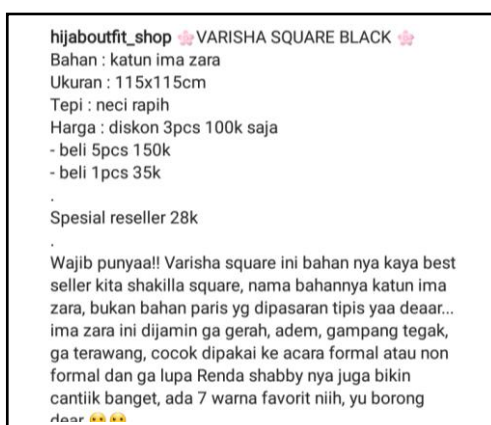 hijaboutfit_shop 🌸VARISHA SQUARE BLACK 🌸
Bahan : katun ima zara
Ukuran : 115x115cm
Tepi : neci rapih
Harga : diskon 3pcs 100k saja
- beli 5pcs 150k
- beli 1pcs 35k
.
Spesial reseller 28k
.
Wajib punyaa!! Varisha square ini bahan nya kaya best
seller kita shakilla square, nama bahannya katun ima
zara, bukan bahan paris yg dipasaran tipis yaa deaar...
ima zara ini dijamin ga gerah, adem, gampang tegak,
ga terawang, cocok dipakai ke acara formal atau non
formal dan ga lupa Renda shabby nya juga bikin
cantiik banget, ada 7 warna favorit niih, yu borong
dear